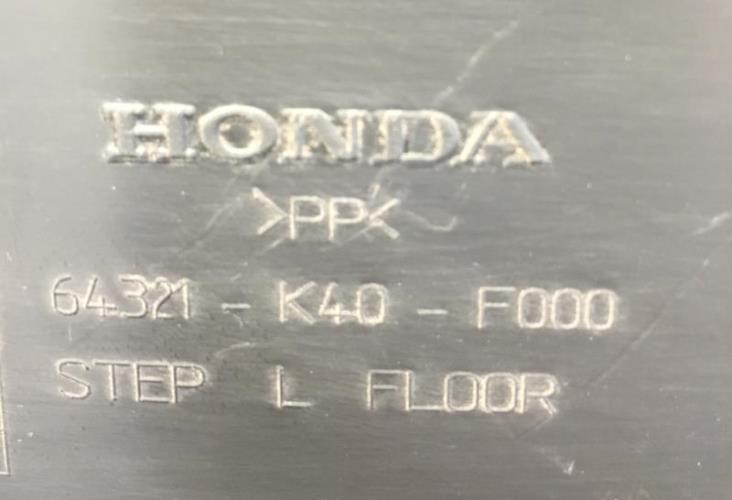 HONDA
>PP<
64321 - K40 - F000
STEP L FLOOR